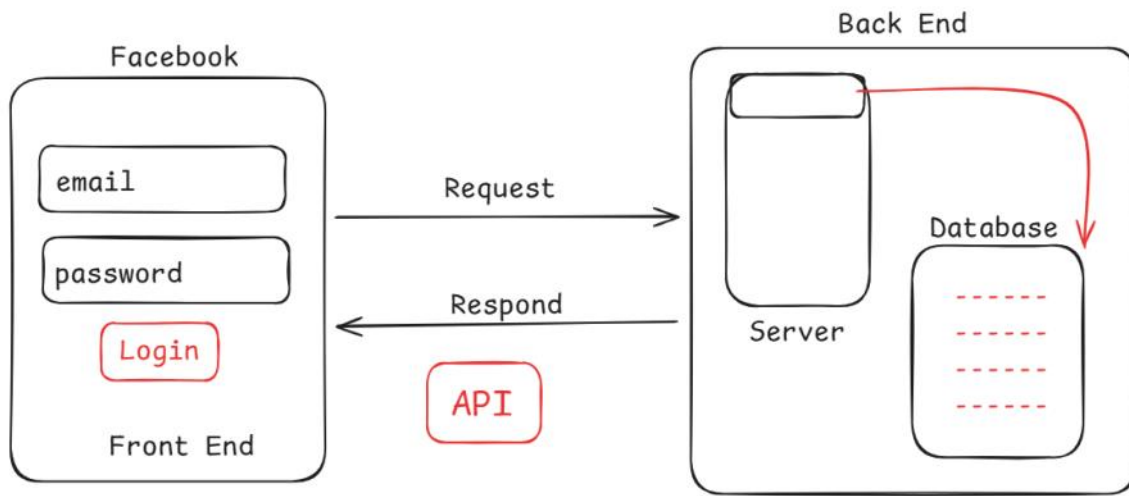 Facebook
email
password
Login
Front End
Request
Respond
API
Back End
Server
Database